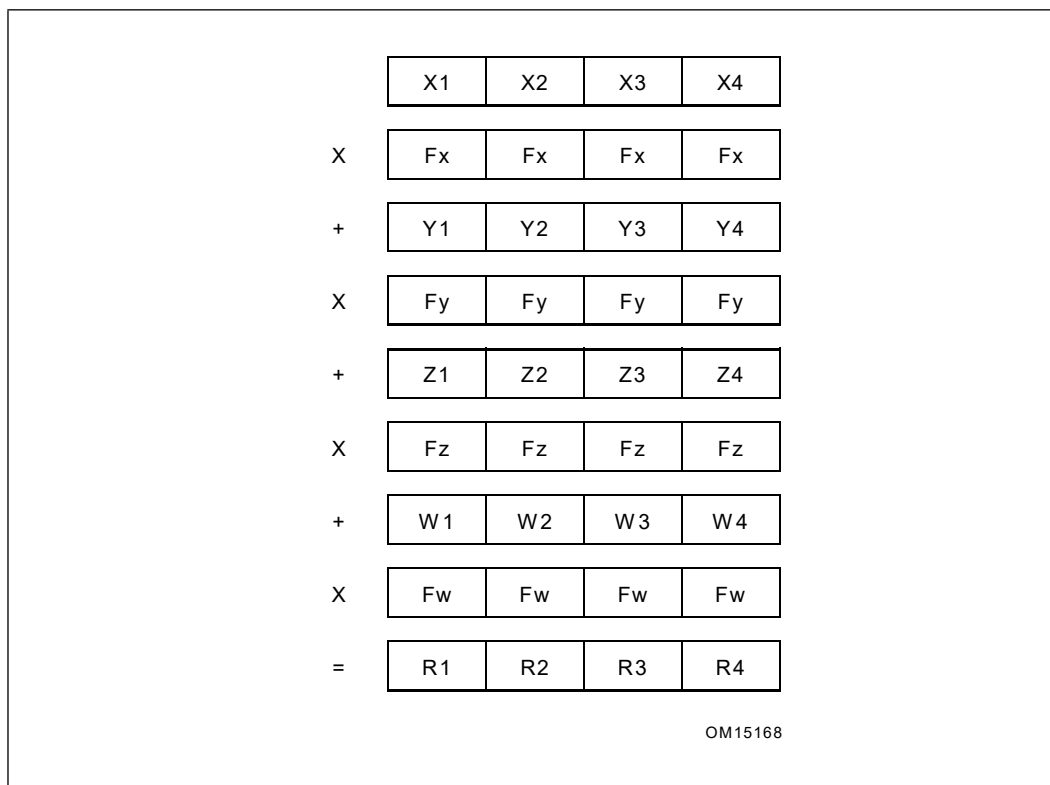 X1 X2 X3 X4
X Fx Fx Fx Fx
+ Y1 Y2 Y3 Y4
X Fy Fy Fy Fy
+ Z1 Z2 Z3 Z4
X Fz Fz Fz Fz
+ W1 W2 W3 W4
X Fw Fw Fw Fw
= R1 R2 R3 R4
OM15168